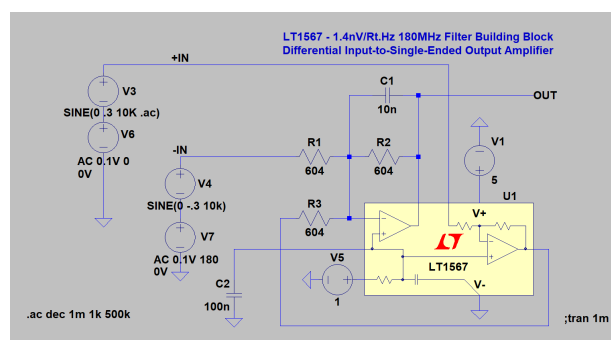 LT1567 - 1.4nV/Rt.Hz 180MHz Filter Building Block
Differential Input-to-Single-Ended Output Amplifier
+IN
C1
10n
OUT
V3
SINE(0 .3 10K .ac)
V6
AC 0.1V 0
0V
-IN
R1
604
R2
604
V1
5
V4
SINE(0 -.3 10k)
R3
604
U1
V+
V7
AC 0.1V 180
0V
V5
1
LT1567
V-
C2
100n
.ac dec 1m 1k 500k
;tran 1m